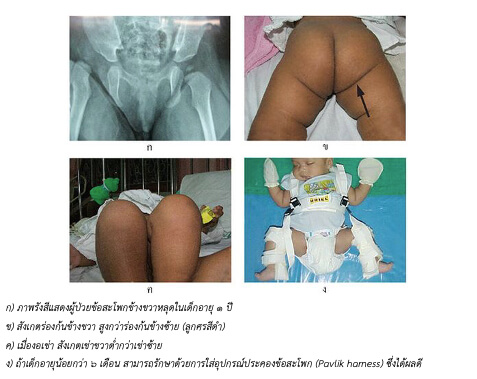 ก
ข
ค
ง
ก) ภาพรังสีแสดงผู้ป่วยข้อสะโพกข้างขวาหลุดในเด็กอายุ ๑ ปี
ข) สังเกตร่องก้นข้างขวา สูงกว่าร่องก้นข้างซ้าย (ลูกศรสีดำ)
ค) เมื่องอเข่า สังเกตเข่าขวาต่ำกว่าเข่าซ้าย
ง) ถ้าเด็กอายุน้อยกว่า ๖ เดือน สามารถรักษาด้วยการใส่อุปกรณ์ประคองข้อสะโพก (Pavlik harness) ซึ่งได้ผลดี